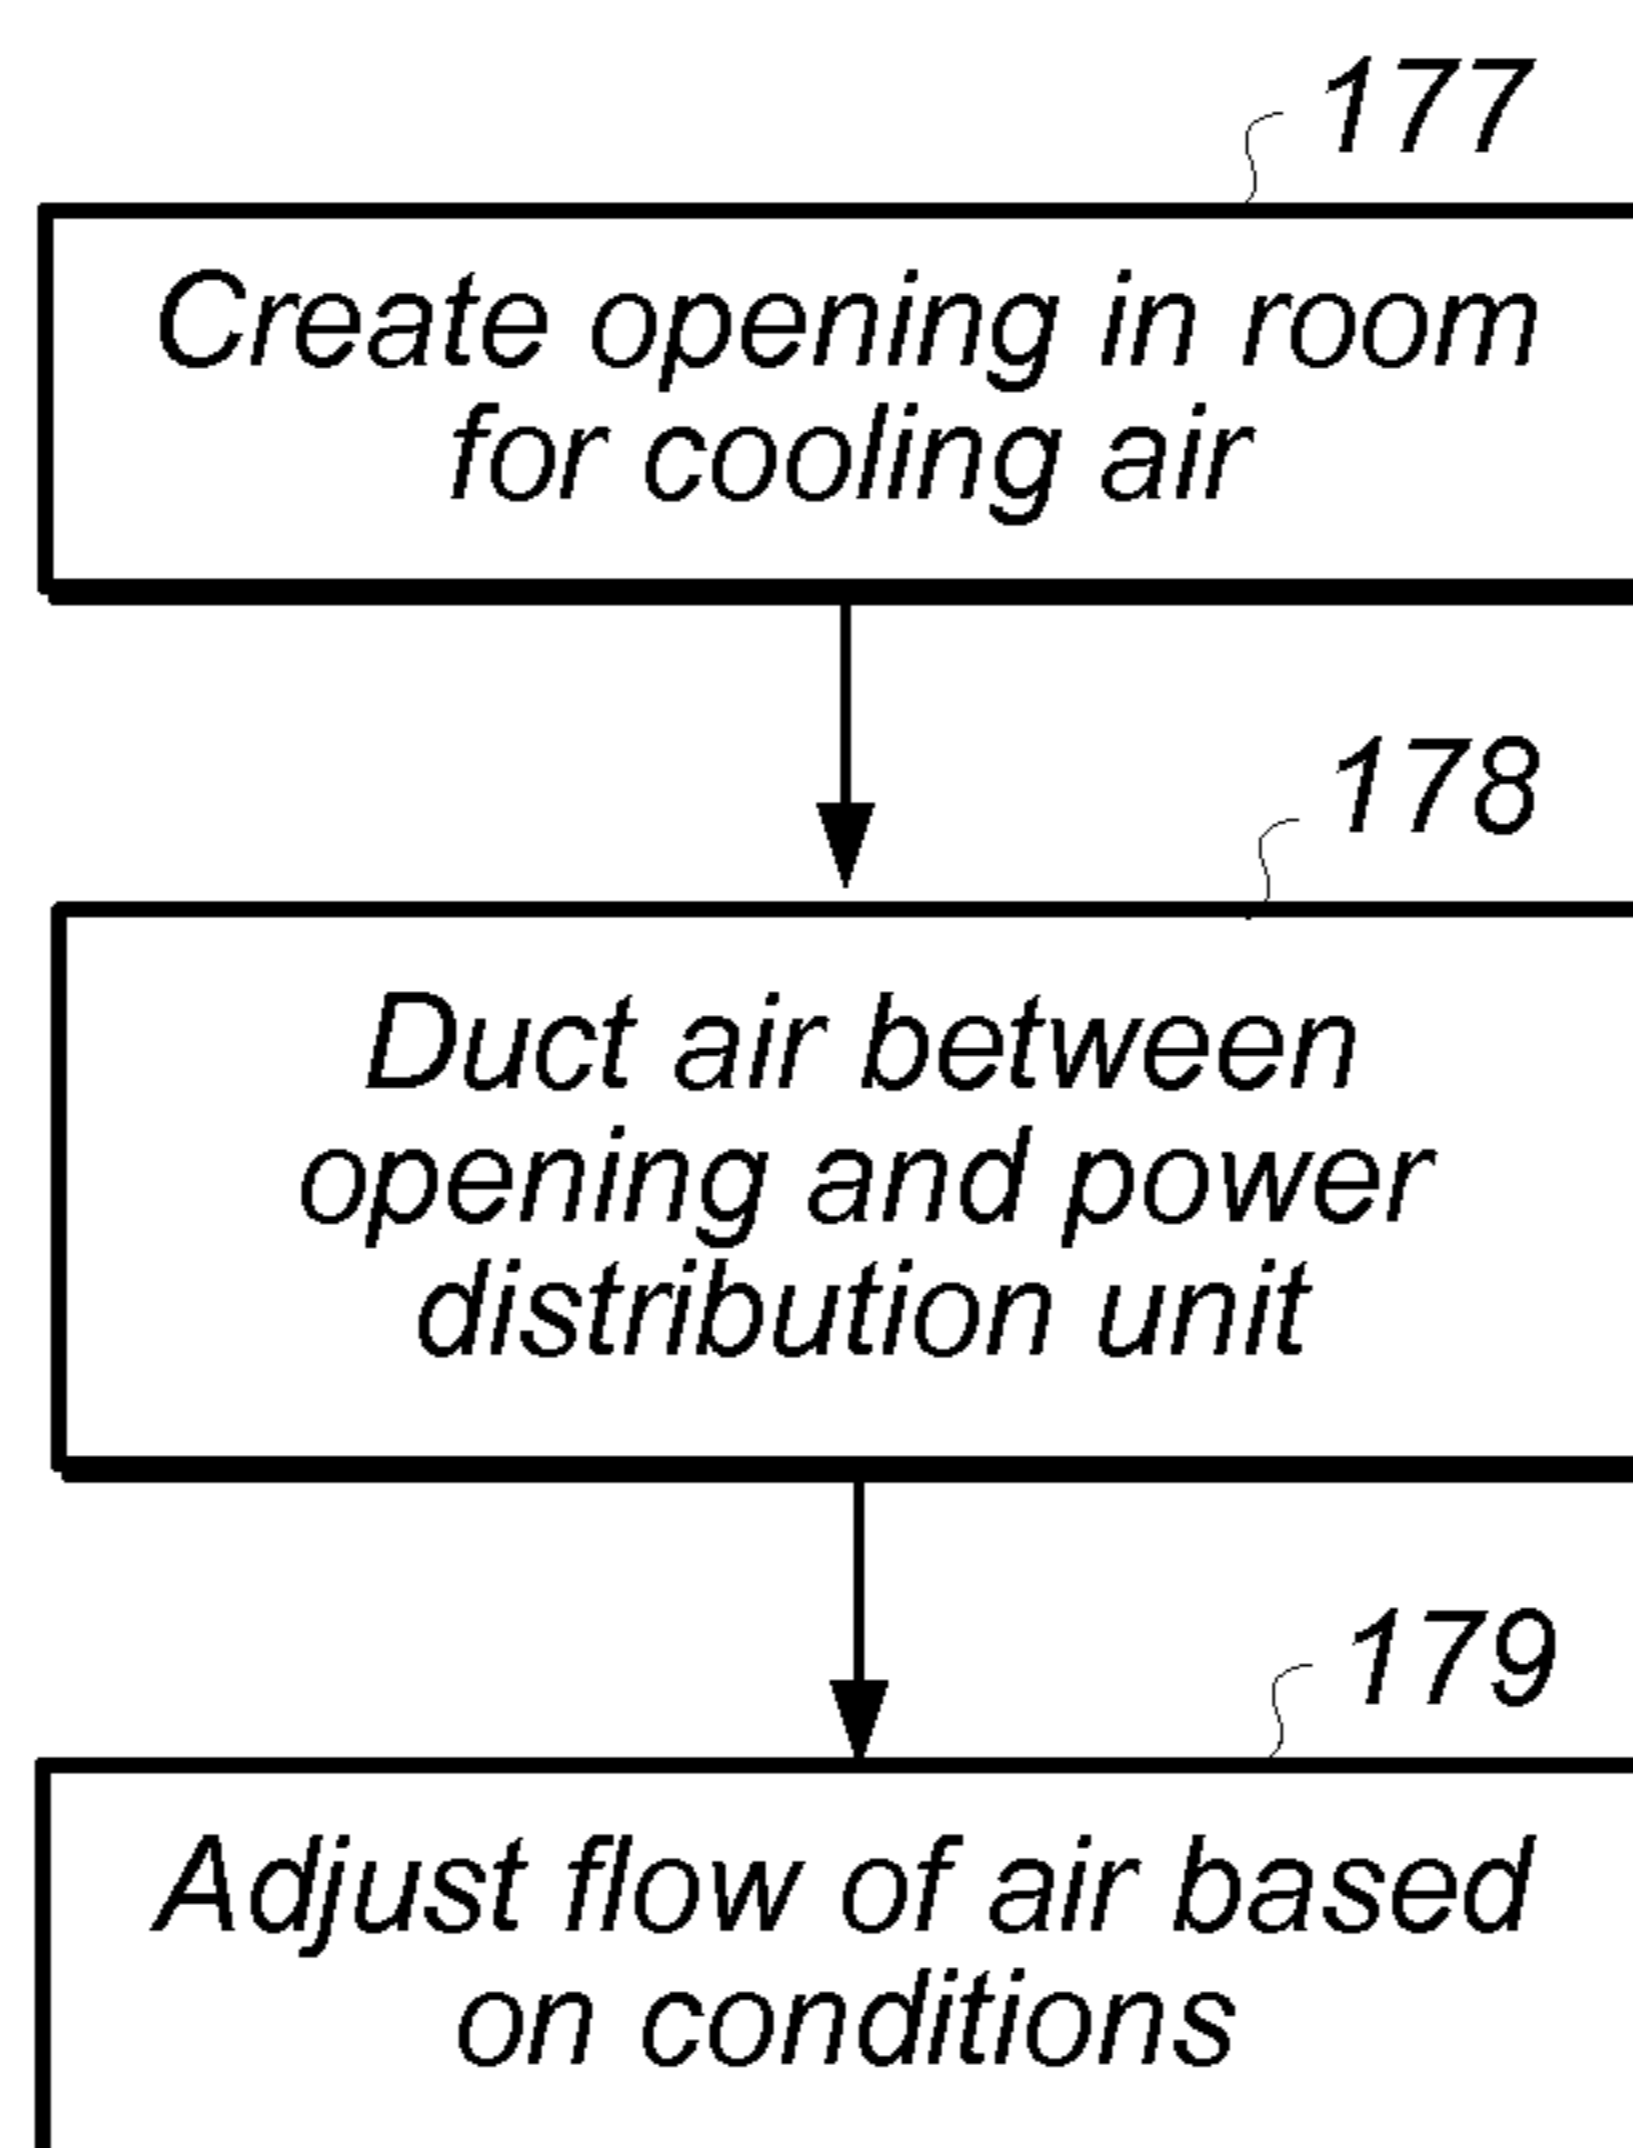 177
Create opening in room
for cooling air
178
Duct air between
opening and power
distribution unit
179
Adjust flow of air based
on conditions